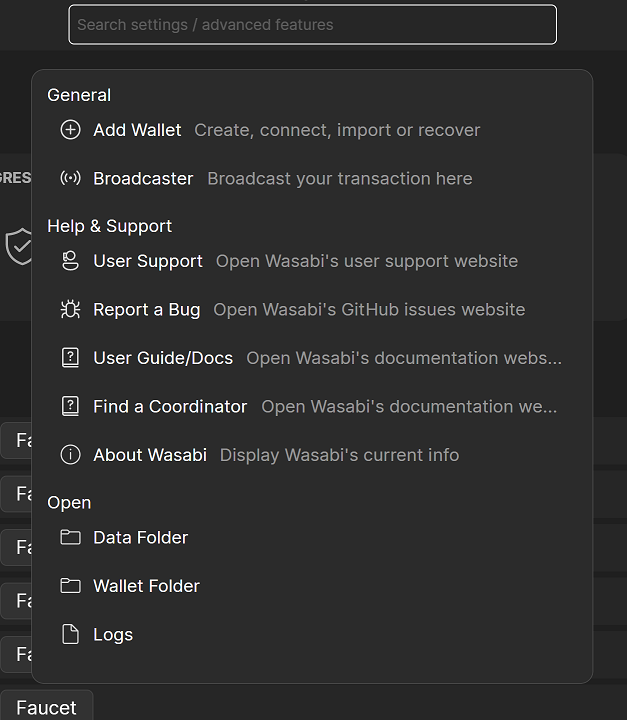 Search settings / advanced features
General
Add Wallet Create, connect, import or recover
Broadcaster Broadcast your transaction here
GRES
Help & Support
User Support Open Wasabi's user support website
Report a Bug Open Wasabi's GitHub issues website
User Guide/Docs Open Wasabi's documentation webs...
Find a Coordinator Open Wasabi's documentation we...
Fa
About Wasabi Display Wasabi's current info
Fa
Open
Data Folder
Fa
Wallet Folder
Fa
Logs
Fa
Faucet